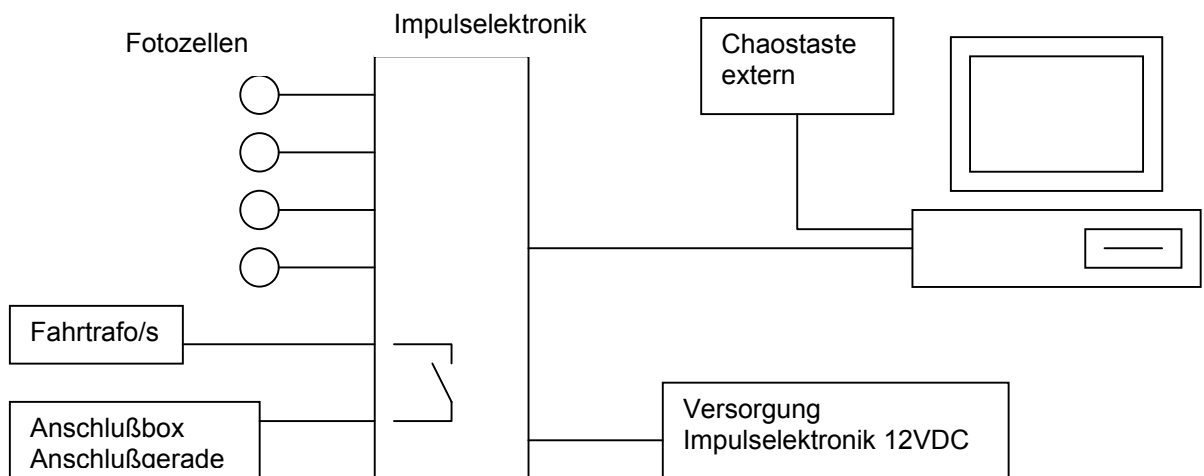 Impulselektronik
Fotozellen
Chaostaste
extern
Fahrtrafo/s
Anschlußbox
Anschlußgerade
Versorgung
Impulselektronik 12VDC